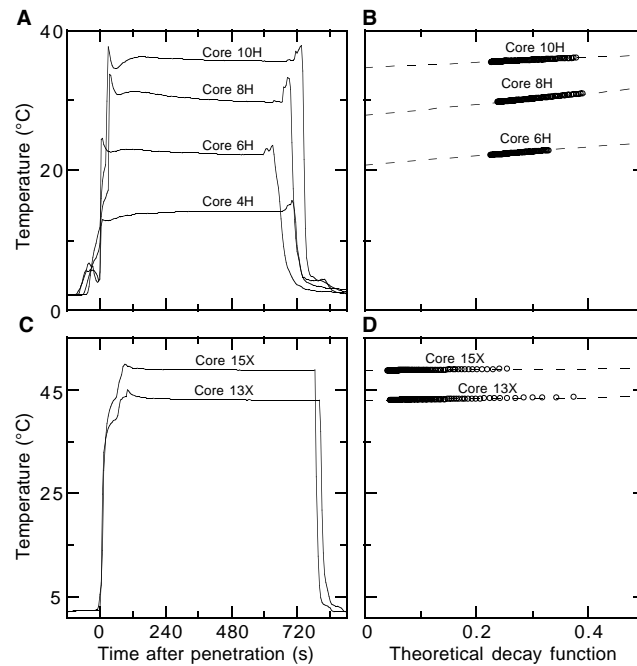 A
B
40
20
0
Temperature (°C)
Core 10H
Core 8H
Core 6H
Core 4H
Core 10H
Core 8H
Core 6H
C
D
45
25
5
Temperature (°C)
Core 15X
Core 13X
Core 15X
Core 13X
0 240 480 720
Time after penetration (s)
0 0.2 0.4
Theoretical decay function